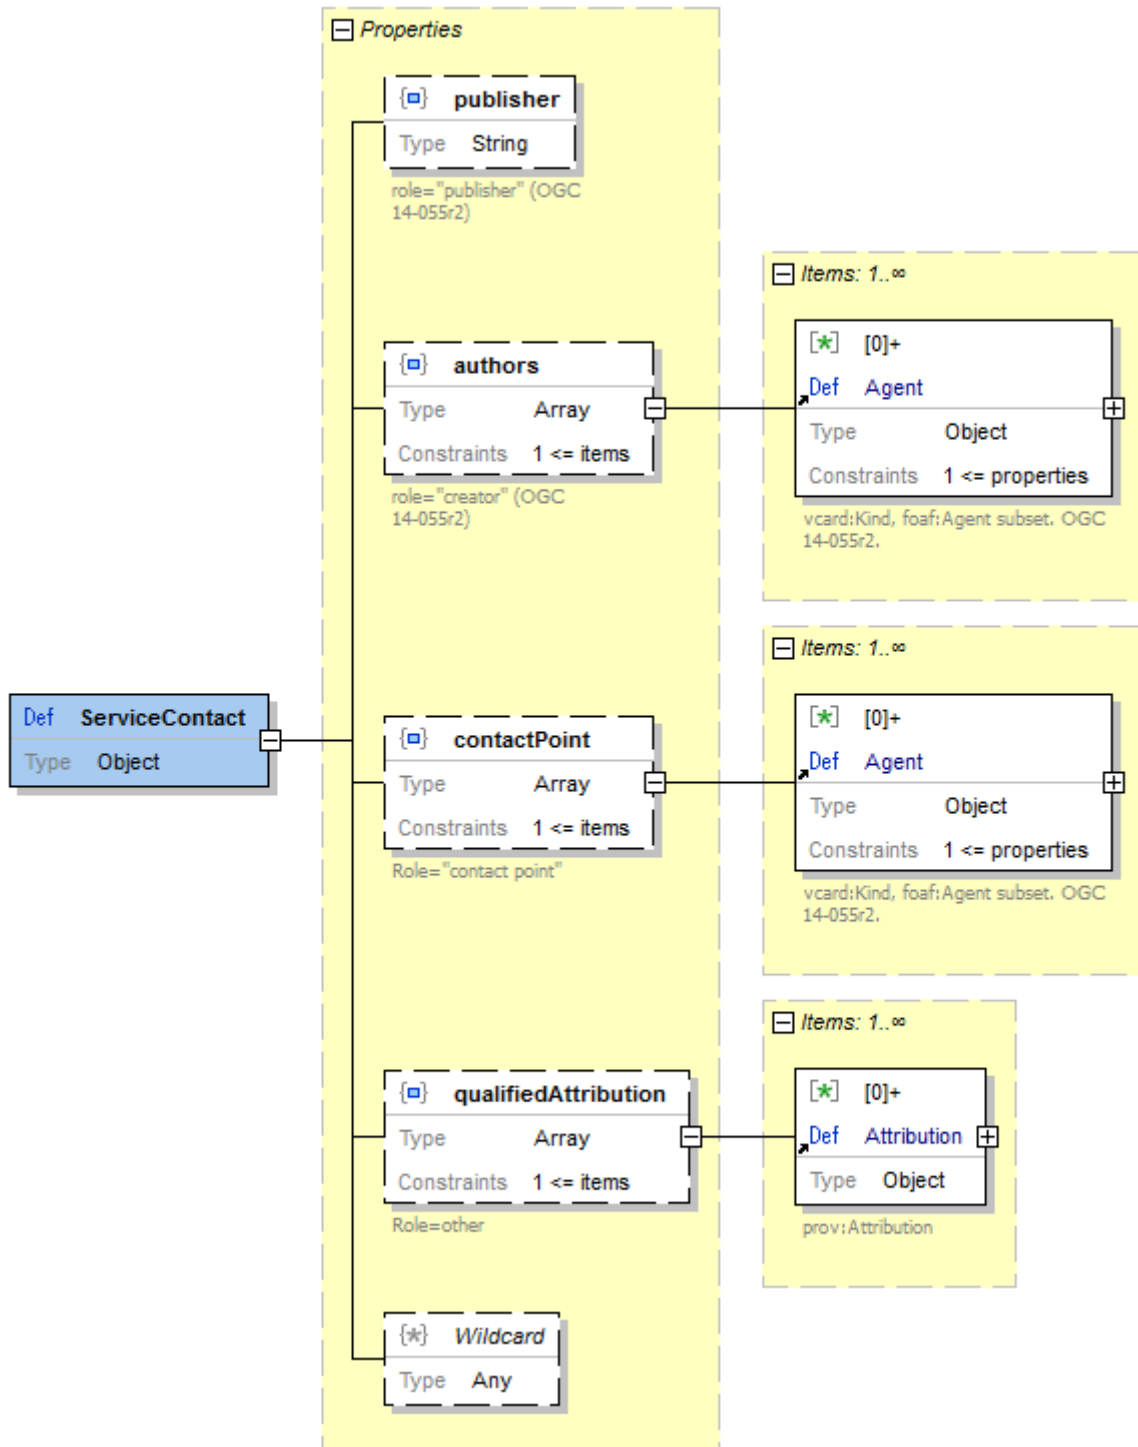 Properties
publisher
Type String
role="publisher" (OGC
14-055r2)
Items: 1..∞
[*] [0]+
Def Agent
Type Object
Constraints 1 <= properties
vcard:Kind, foaf:Agent subset. OGC
14-055r2.
authors
Type Array
Constraints 1 <= items
role="creator" (OGC
14-055r2)
Items: 1..∞
[*] [0]+
Def Agent
Type Object
Constraints 1 <= properties
vcard:Kind, foaf:Agent subset. OGC
14-055r2.
Def ServiceContact
Type Object
contactPoint
Type Array
Constraints 1 <= items
Role="contact point"
Items: 1..∞
[*] [0]+
Def Attribution
Type Object
prov:Attribution
qualifiedAttribution
Type Array
Constraints 1 <= items
Role=other
{*} Wildcard
Type Any